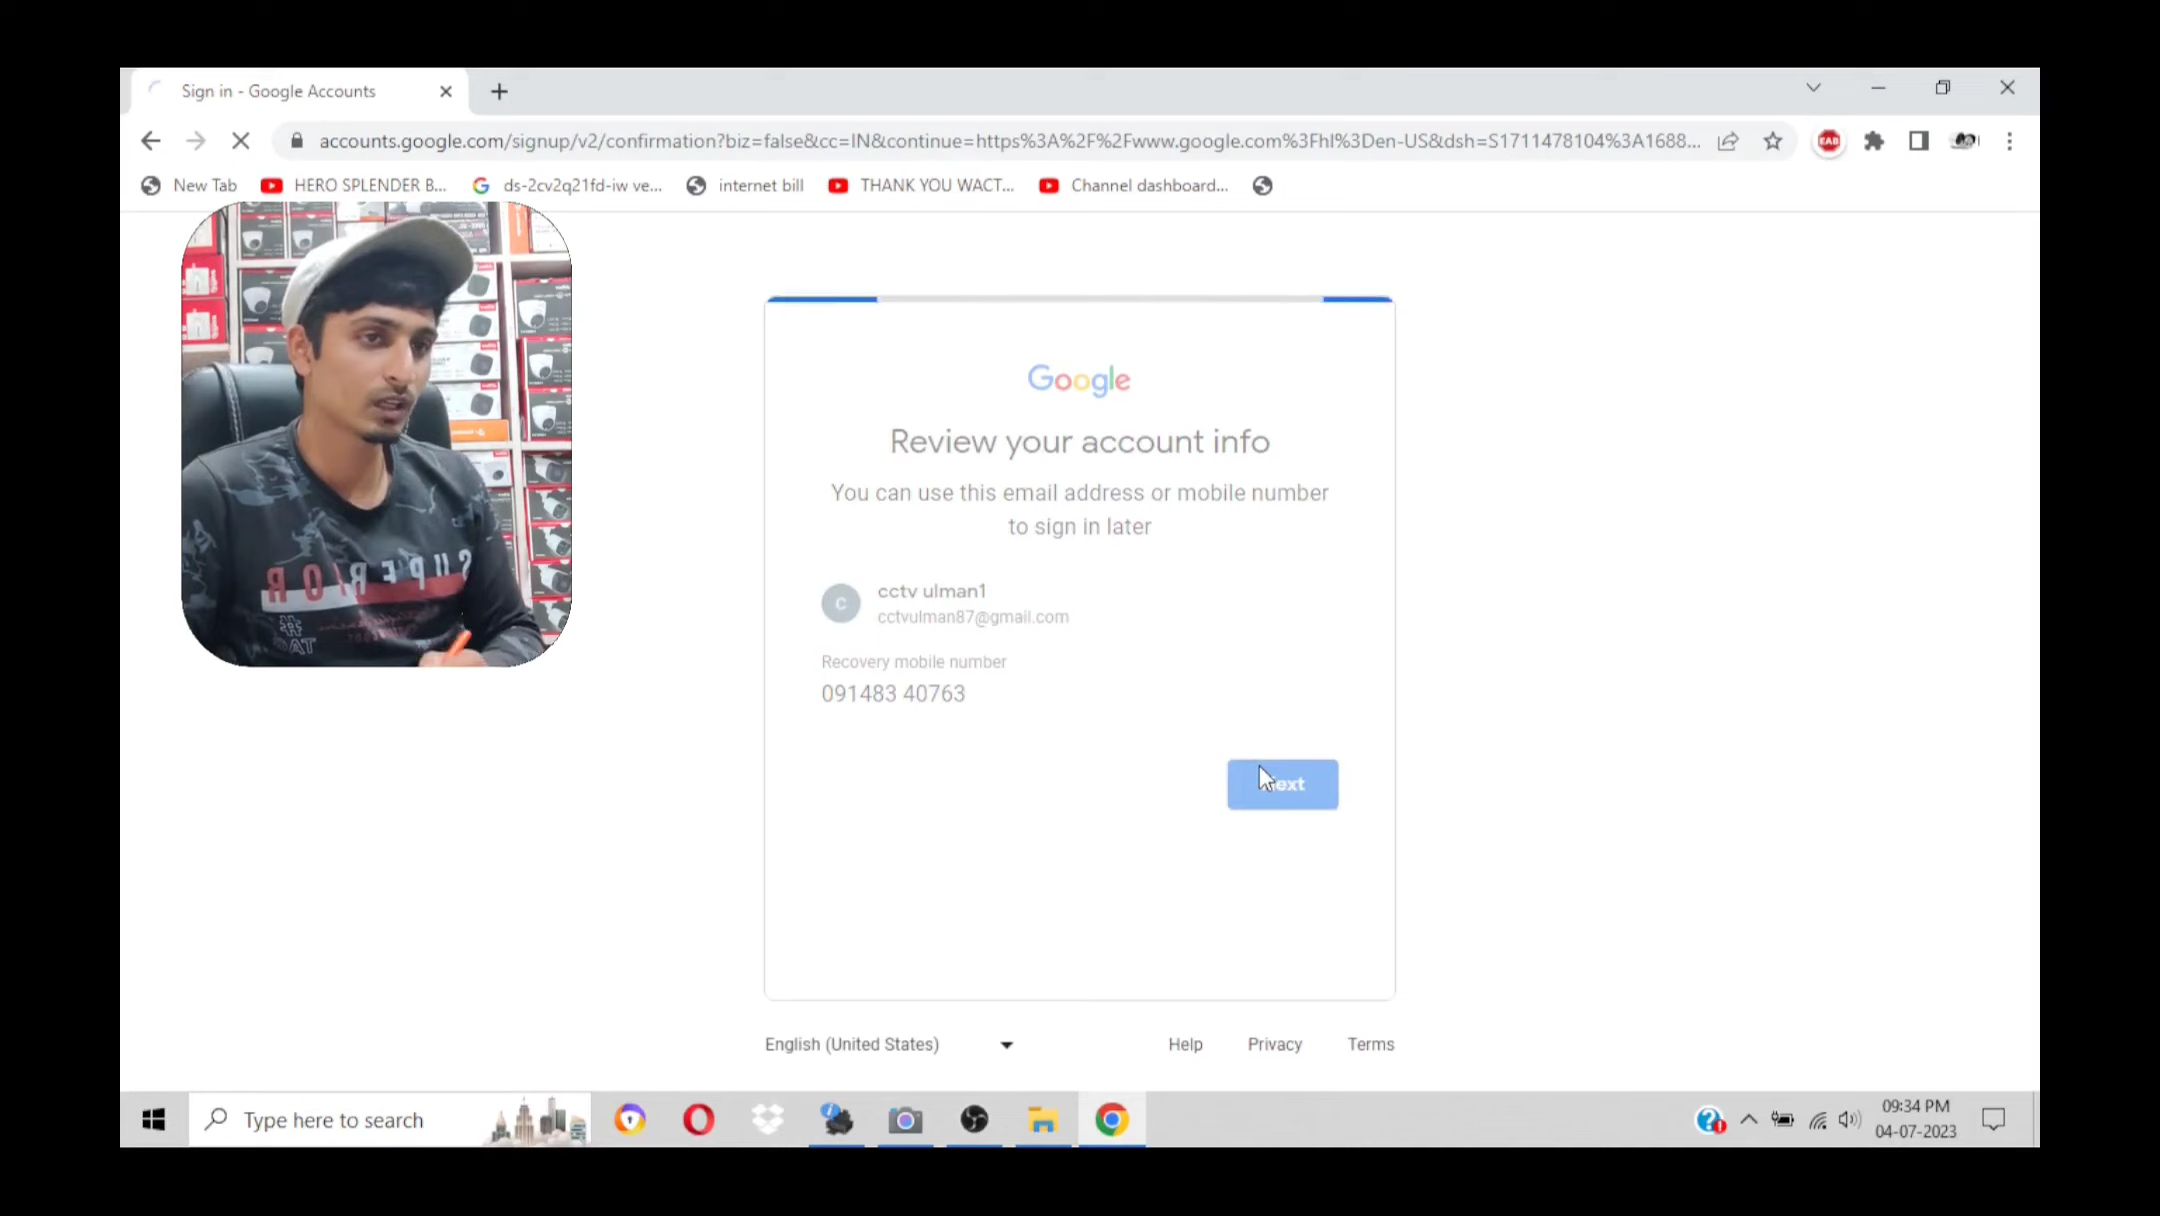 Sign in - Google Accounts
accounts.google.com/signup/v2/confirmation?biz=false&cc=IN&continue=https%3A%2F%2Fwww.google.com%3Fhl%3Den-US&dsh=S1711478104%3A1688...
EAB
New Tab
HERO SPLENDER B...
ds-2cv2q21fd-iw ve...
internet bill
THANK YOU WACT...
Channel dashboard...
SUPERIOR
Google
Review your account info
You can use this email address or mobile number
to sign in later
C
cctv ulman1
cctvulman87@gmail.com
Recovery mobile number
091483 40763
Next
English (United States)
Help
Privacy
Terms
Type here to search
09:34 PM
04-07-2023